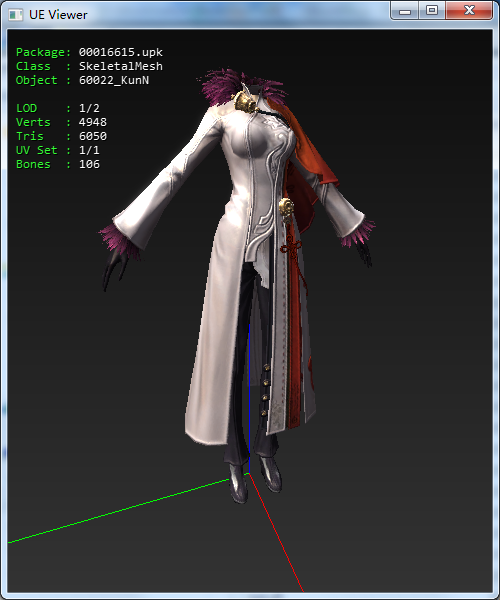 UE Viewer
Package: 00016615.upk
Class : SkeletalMesh
Object : 60022_KunN
LOD : 1/2
Verts : 4948
Tris : 6050
UV Set : 1/1
Bones : 106